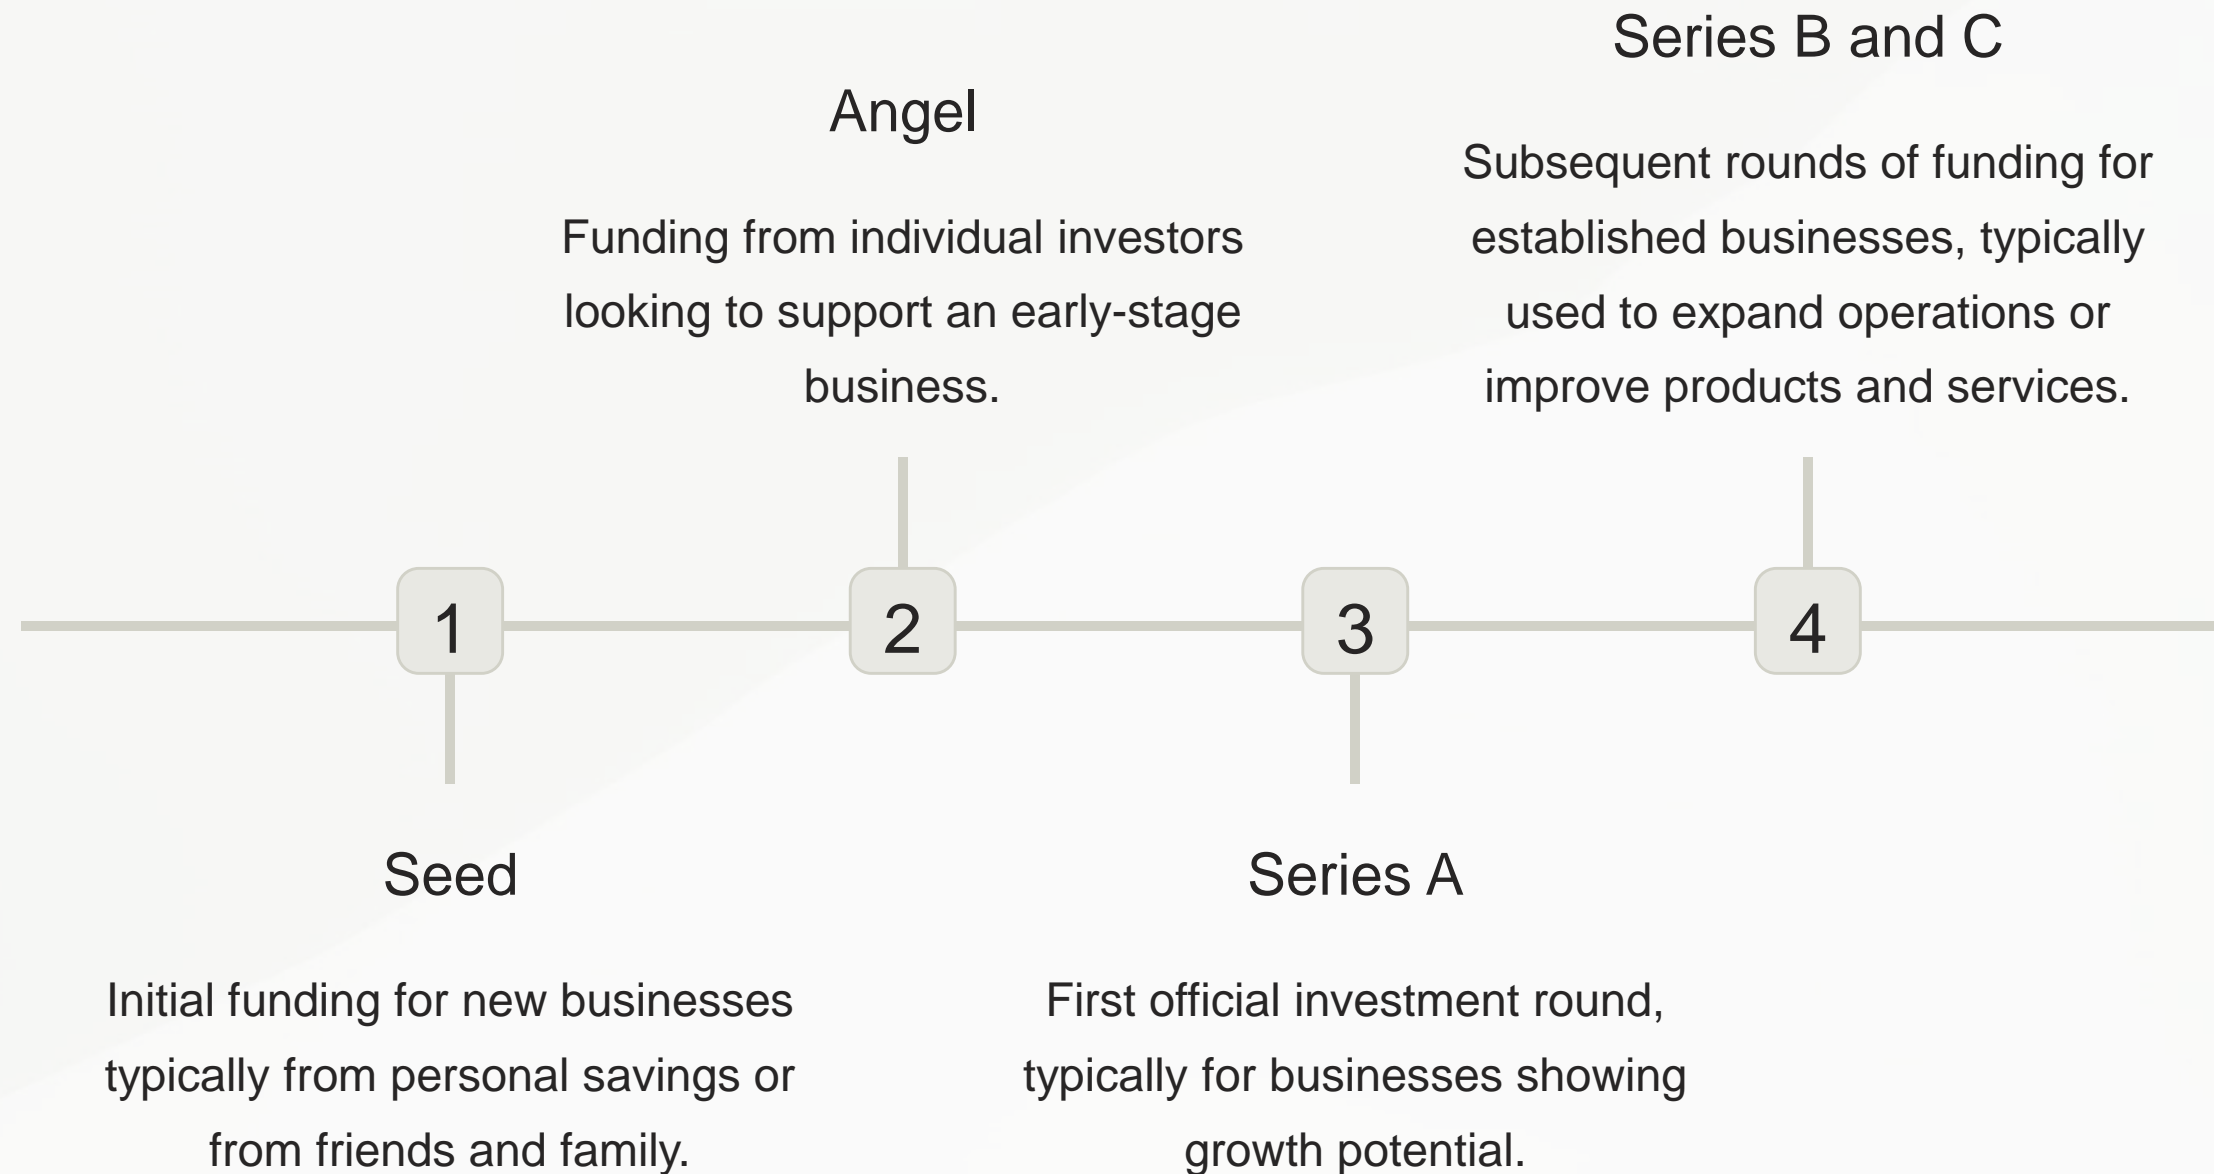 Series B and C
Angel
Subsequent rounds of funding for
established businesses, typically
used to expand operations or
improve products and services.
Funding from individual investors
looking to support an early-stage
business.
1
2
3
4
Seed
Initial funding for new businesses
typically from personal savings or
from friends and family.
Series A
First official investment round,
typically for businesses showing
growth potential.